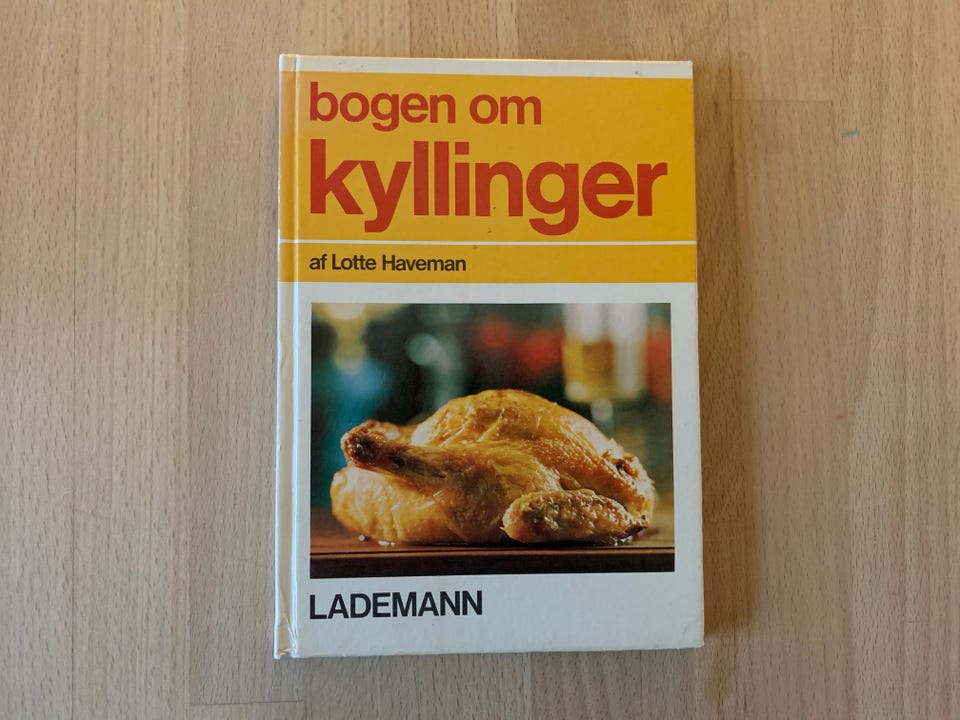 bogen om
kyllinger
af Lotte Haveman
LADEMANN